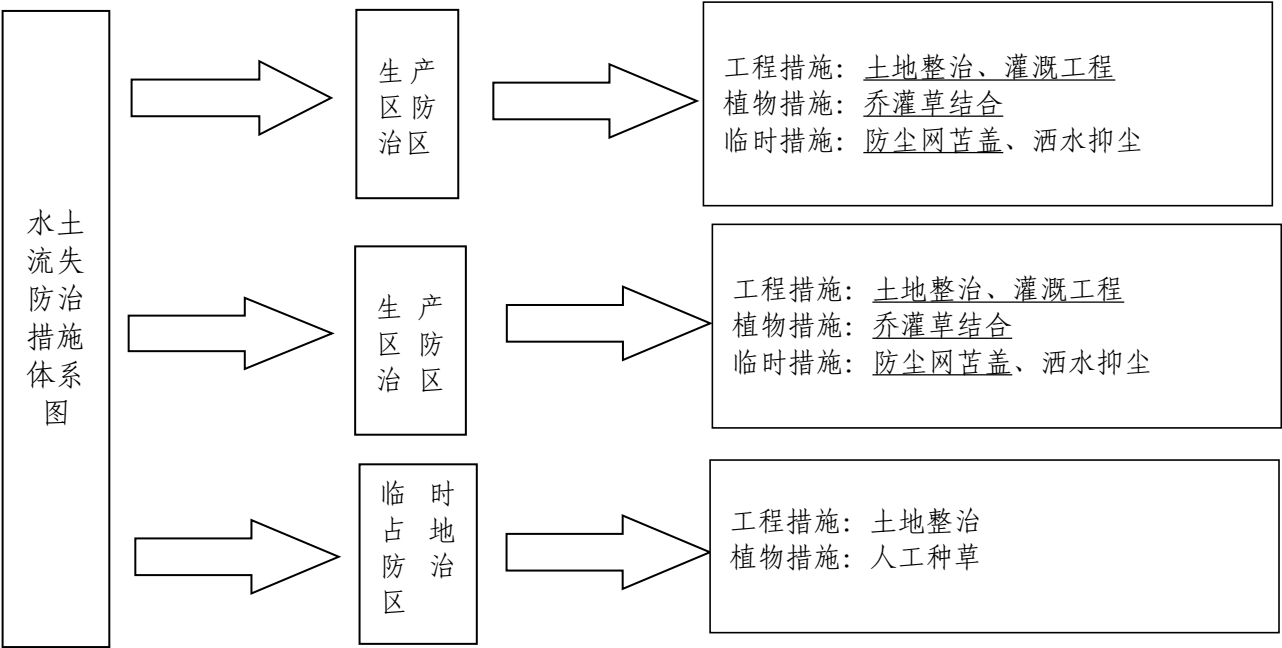 水土
流失
防治
措施
体系
图
生产
区防
治区
工程措施：土地整治、灌溉工程
植物措施：乔灌草结合
临时措施：防尘网苫盖、洒水抑尘
生产
区防
治区
工程措施：土地整治、灌溉工程
植物措施：乔灌草结合
临时措施：防尘网苫盖、洒水抑尘
临时
占地
防治
区
工程措施：土地整治
植物措施：人工种草